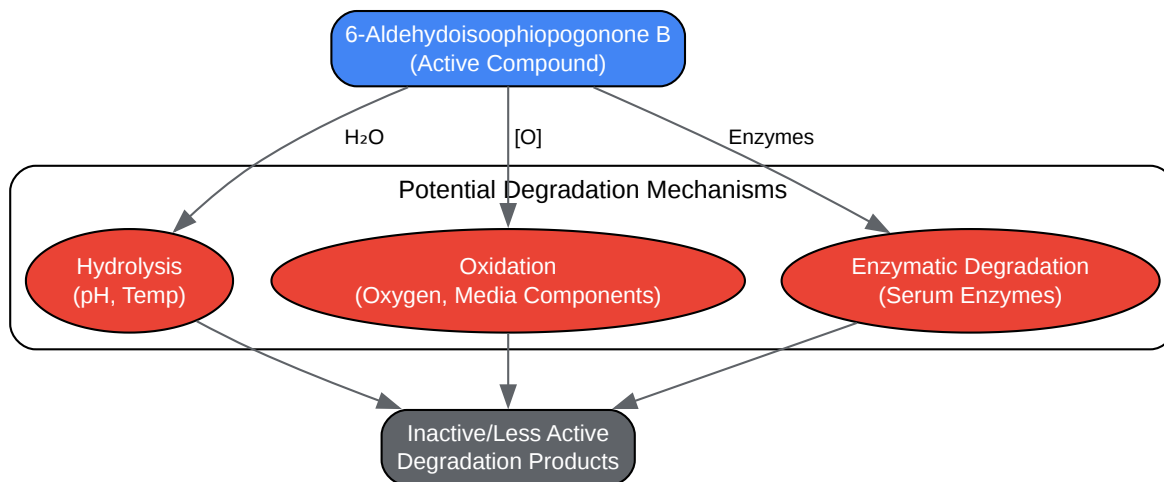 6-Aldehydoisoophiopogonone B
(Active Compound)
H₂O
[O]
Enzymes
Potential Degradation Mechanisms
Hydrolysis
(pH, Temp)
Oxidation
(Oxygen, Media Components)
Enzymatic Degradation
(Serum Enzymes)
Inactive/Less Active
Degradation Products